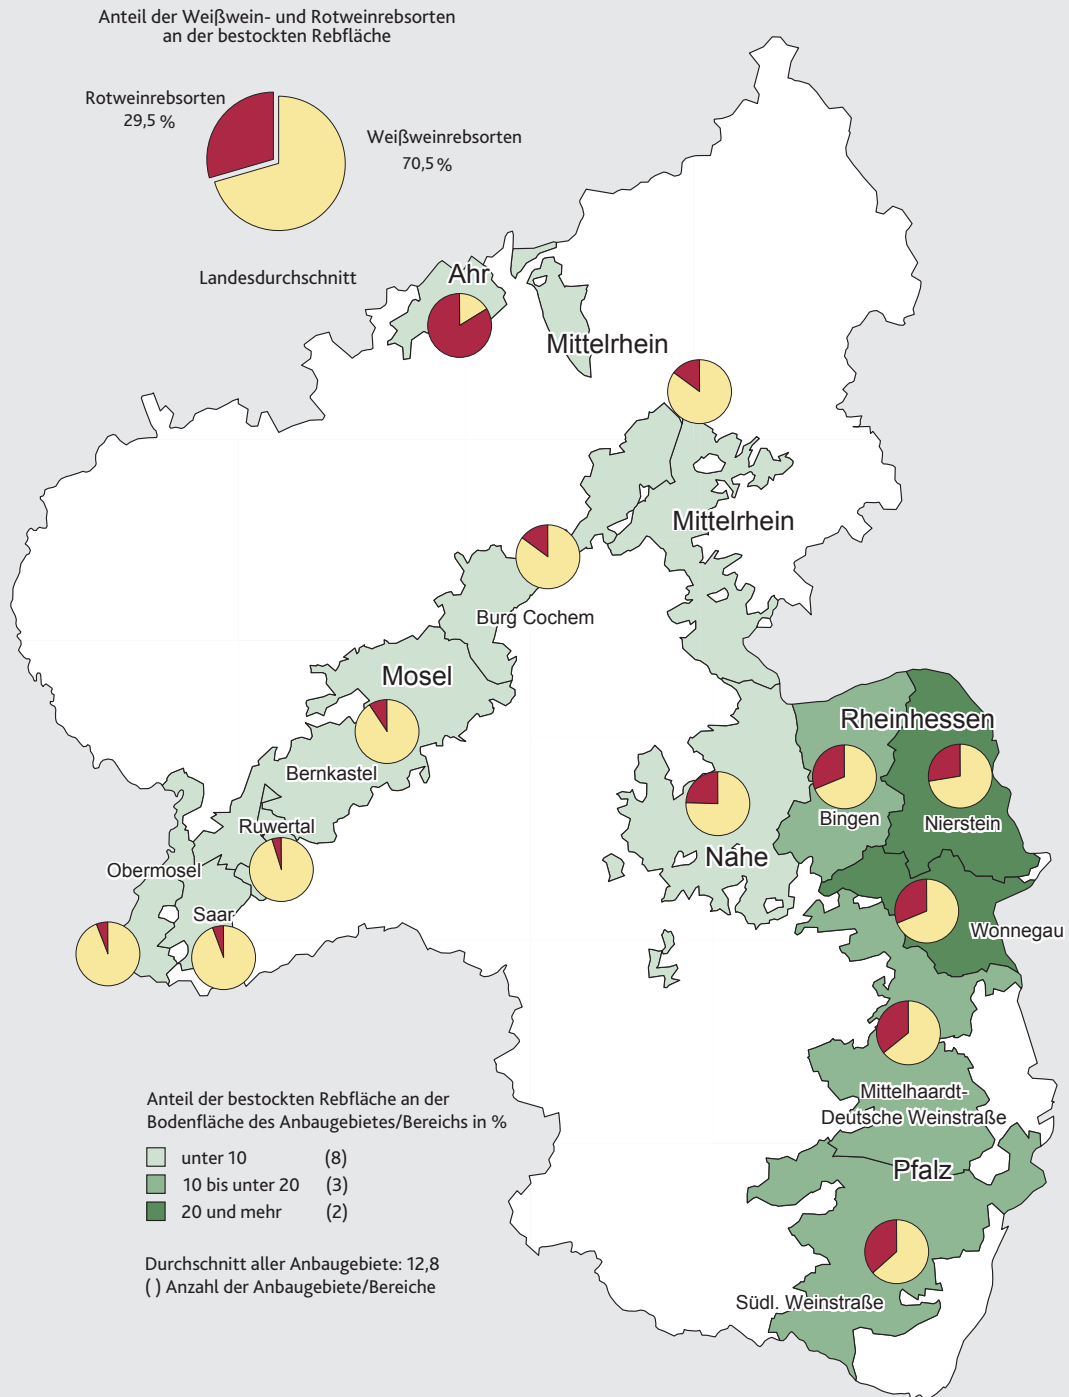 Anteil der Weißwein- und Rotweinrebsorten
an der bestockten Rebfläche
Rotweinrebsorten
29,5 %
Weißweinrebsorten
70,5 %
Landesdurchschnitt
Ahr
Mittelrhein
Mittelrhein
Burg Cochem
Mosel
Bernkastel
Rheinhessen
Bingen
Nierstein
Ruwertal
Nahe
Obermosel
Saar
Wonnegau
Mittelhaardt-
Deutsche Weinstraße
Pfalz
Südl. Weinstraße
Anteil der bestockten Rebfläche an der
Bodenfläche des Anbaugebietes/Bereichs in %
unter 10 (8)
10 bis unter 20 (3)
20 und mehr (2)
Durchschnitt aller Anbaugebiete: 12,8
( ) Anzahl der Anbaugebiete/Bereiche